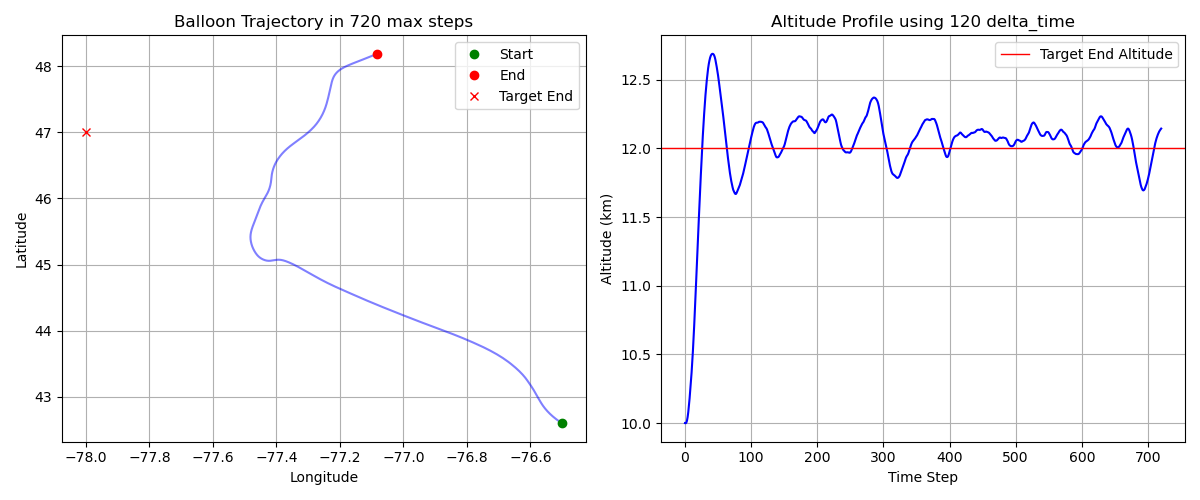 Balloon Trajectory in 720 max steps
Start
End
Target End
48
47
46
45
44
43
Latitude
−78.0
−77.8
−77.6
−77.4
−77.2
−77.0
−76.8
−76.6
Longitude
Altitude Profile using 120 delta_time
Target End Altitude
12.5
12.0
11.5
11.0
10.5
10.0
Altitude (km)
0
100
200
300
400
500
600
700
Time Step